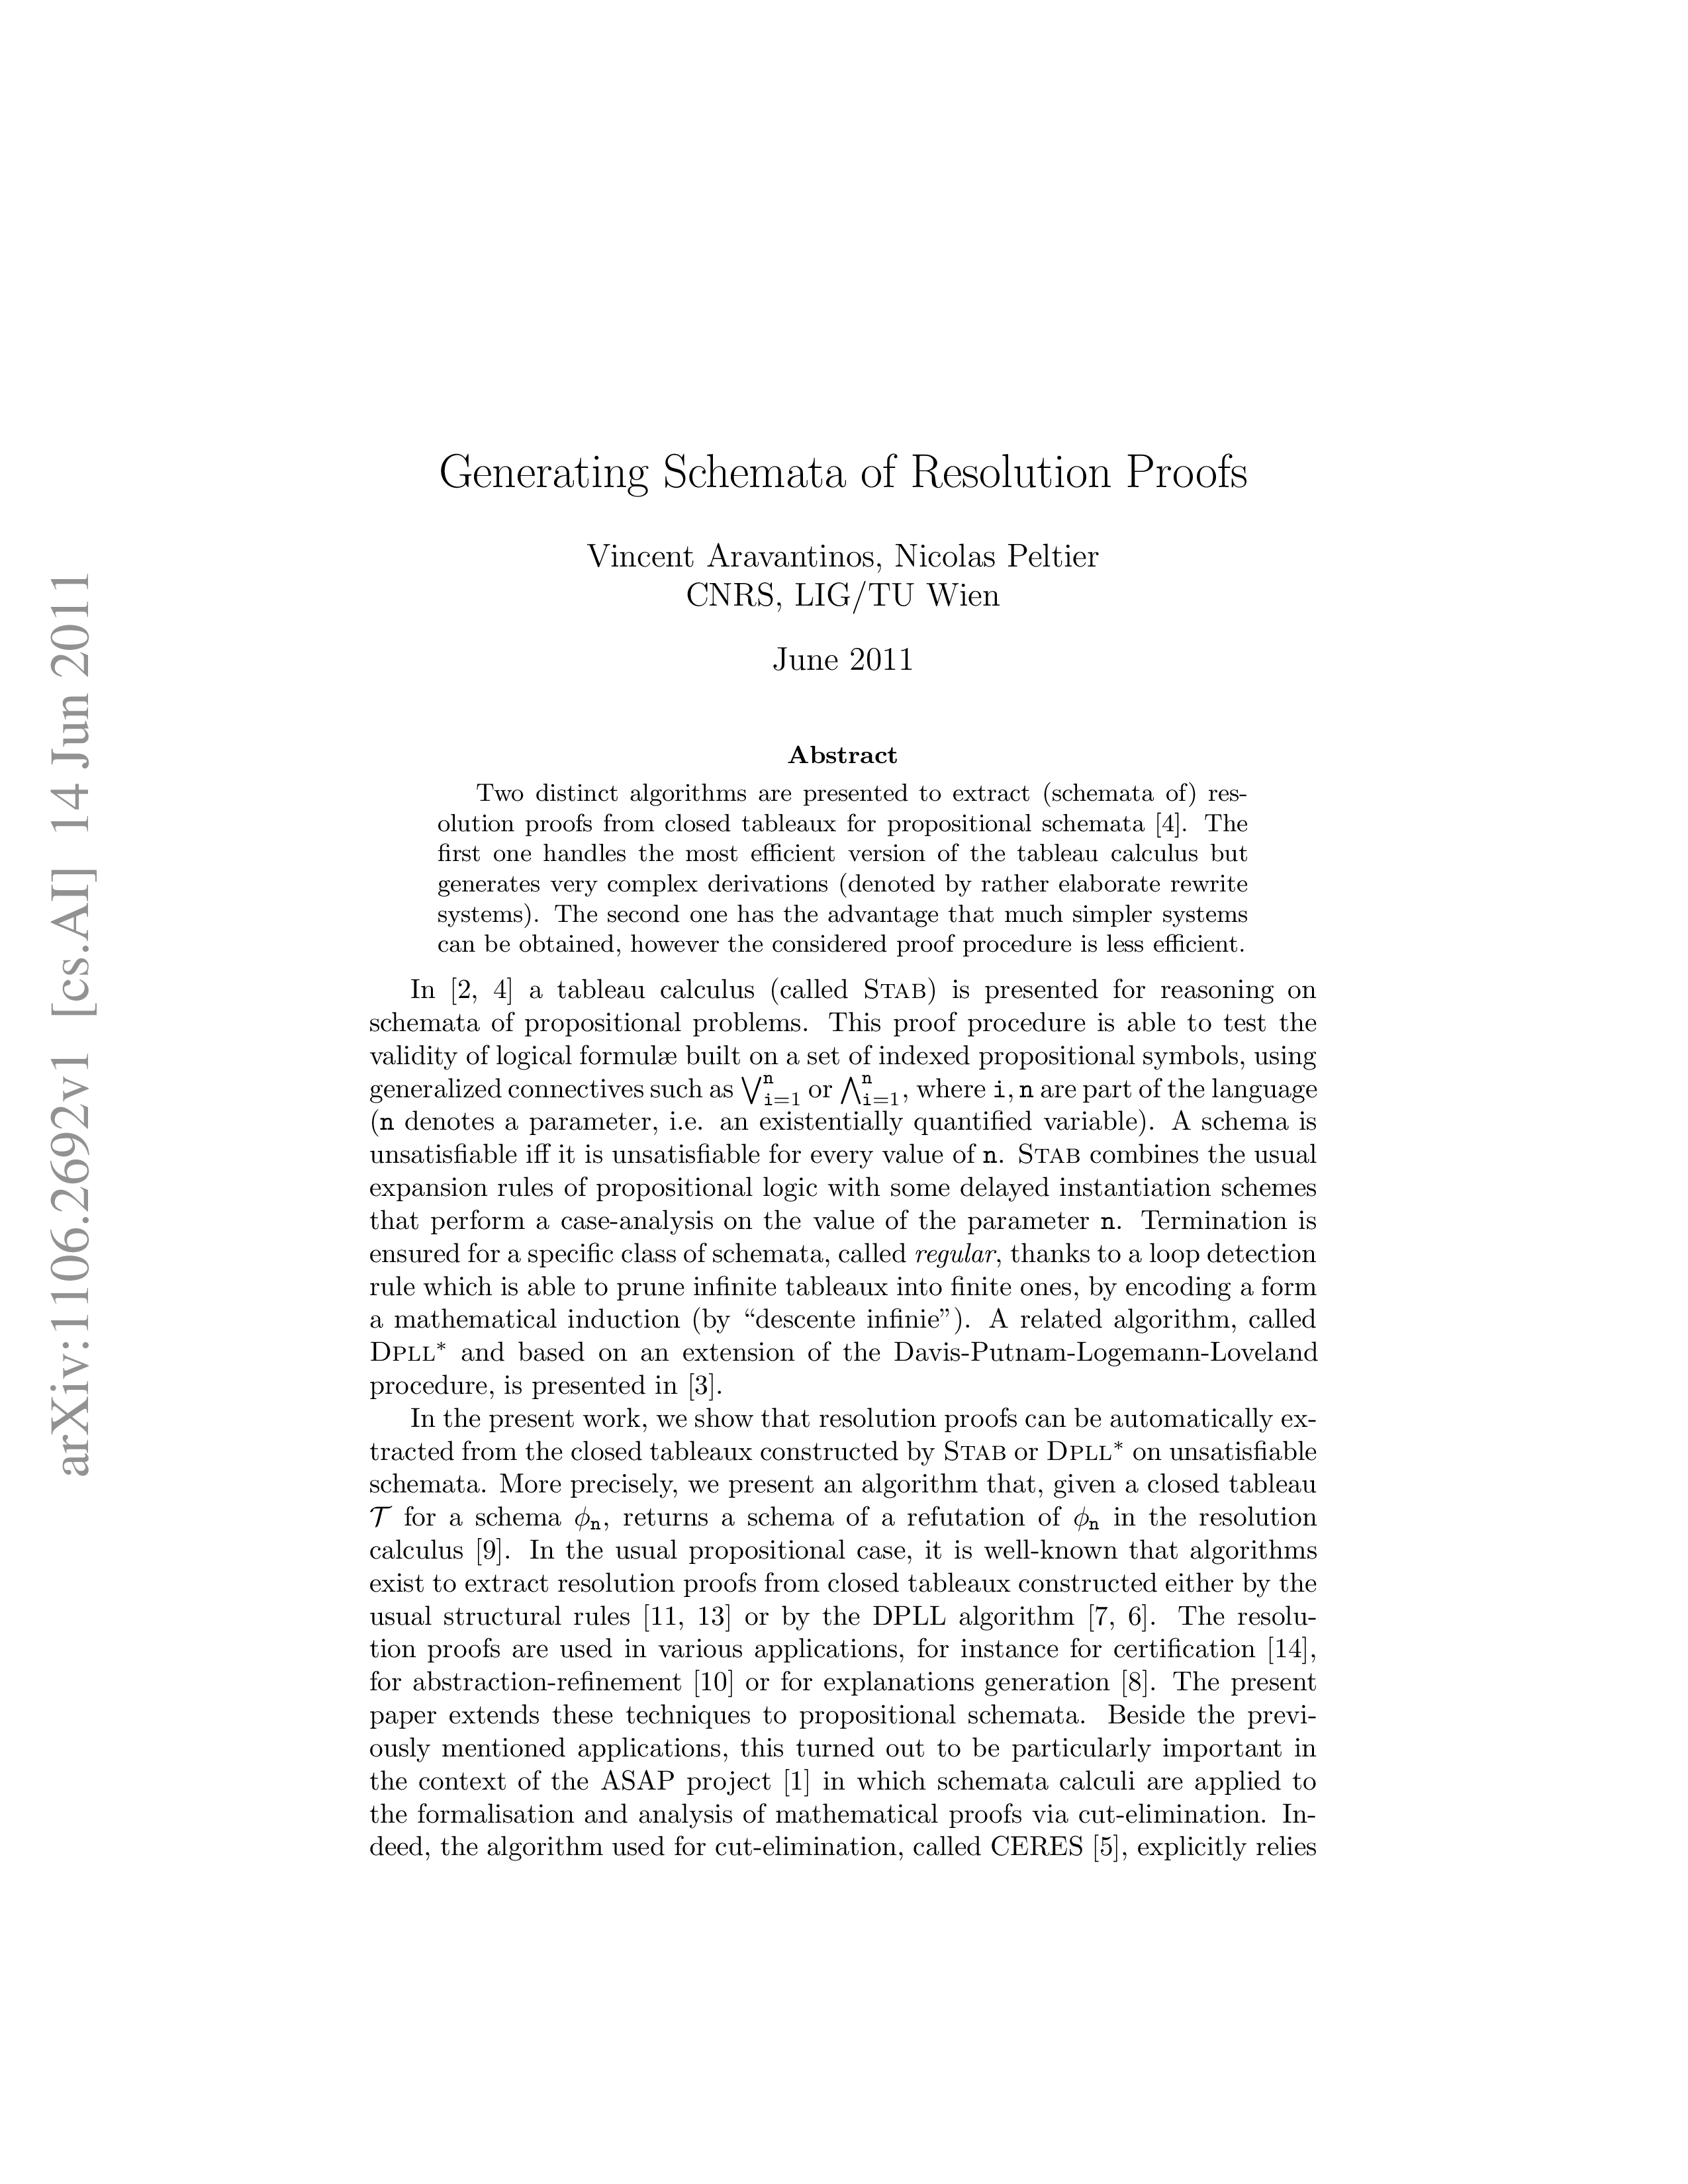 Generating Schemata of Resolution Proofs
Vincent Aravantinos, Nicolas Peltier
CNRS, LIG/TU Wien
June 2011
Abstract
Two distinct algorithms are presented to extract (schemata of) res-
olution proofs from closed tableaux for propositional schemata [4]. The
first one handles the most efficient version of the tableau calculus but
generates very complex derivations (denoted by rather elaborate rewrite
systems). The second one has the advantage that much simpler systems
can be obtained, however the considered proof procedure is less efficient.
In [2, 4] a tableau calculus (called STAB) is presented for reasoning on
schemata of propositional problems. This proof procedure is able to test the
validity of logical formulæ built on a set of indexed propositional symbols, using
generalized connectives such as ⋁ⁿᵢ₌₁ or ⋀ⁿᵢ₌₁, where i, n are part of the language
(n denotes a parameter, i.e. an existentially quantified variable). A schema is
unsatisfiable iff it is unsatisfiable for every value of n. STAB combines the usual
expansion rules of propositional logic with some delayed instantiation schemes
that perform a case-analysis on the value of the parameter n. Termination is
ensured for a specific class of schemata, called regular, thanks to a loop detection
rule which is able to prune infinite tableaux into finite ones, by encoding a form
a mathematical induction (by “descente infinie”). A related algorithm, called
DPLL* and based on an extension of the Davis-Putnam-Logemann-Loveland
procedure, is presented in [3].
In the present work, we show that resolution proofs can be automatically ex-
tracted from the closed tableaux constructed by STAB or DPLL* on unsatisfiable
schemata. More precisely, we present an algorithm that, given a closed tableau
𝒯 for a schema ϕₙ, returns a schema of a refutation of ϕₙ in the resolution
calculus [9]. In the usual propositional case, it is well-known that algorithms
exist to extract resolution proofs from closed tableaux constructed either by the
usual structural rules [11, 13] or by the DPLL algorithm [7, 6]. The resolu-
tion proofs are used in various applications, for instance for certification [14],
for abstraction-refinement [10] or for explanations generation [8]. The present
paper extends these techniques to propositional schemata. Beside the previ-
ously mentioned applications, this turned out to be particularly important in
the context of the ASAP project [1] in which schemata calculi are applied to
the formalisation and analysis of mathematical proofs via cut-elimination. In-
deed, the algorithm used for cut-elimination, called CERES [5], explicitly relies
arXiv:1106.2692v1 [cs.AI] 14 Jun 2011